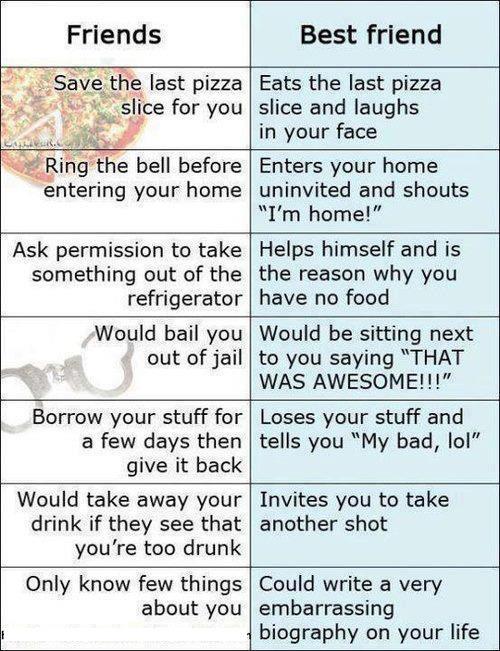 Friends
Best friend
Save the last pizza
slice for you
Eats the last pizza
slice and laughs
in your face
Ring the bell before
entering your home
Enters your home
uninvited and shouts
“I’m home!”
Ask permission to take
something out of the
refrigerator
Helps himself and is
the reason why you
have no food
Would bail you
out of jail
Would be sitting next
to you saying “THAT
WAS AWESOME!!!”
Borrow your stuff for
a few days then
give it back
Loses your stuff and
tells you “My bad, lol”
Would take away your
drink if they see that
you’re too drunk
Invites you to take
another shot
Only know few things
about you
Could write a very
embarrassing
biography on your life